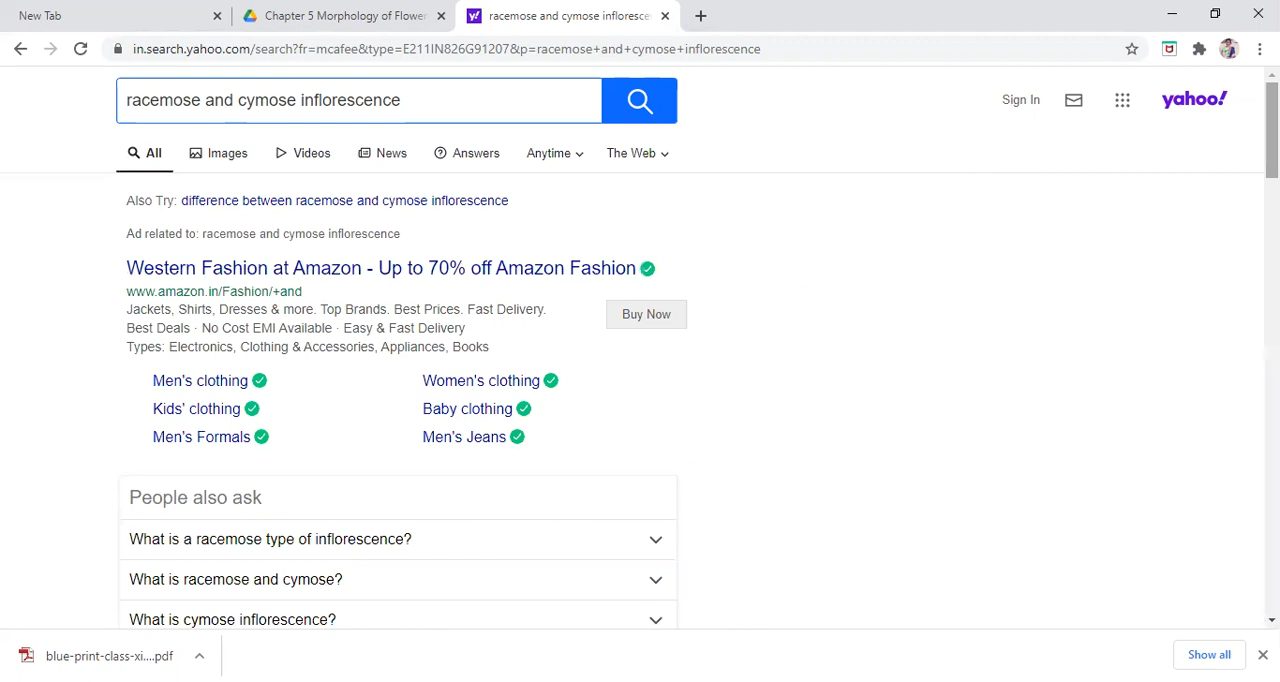 New Tab
Chapter 5 Morphology of Flower
racemose and cymose infloresce
in.search.yahoo.com/search?fr=mcafee&type=E211IN826G91207&p=racemose+and+cymose+inflorescence
racemose and cymose inflorescence
Sign In
yahoo!
All Images Videos News Answers Anytime The Web
Also Try: difference between racemose and cymose inflorescence
Ad related to: racemose and cymose inflorescence
Western Fashion at Amazon - Up to 70% off Amazon Fashion
www.amazon.in/Fashion/+and
Jackets, Shirts, Dresses & more. Top Brands. Best Prices. Fast Delivery.
Best Deals · No Cost EMI Available · Easy & Fast Delivery
Types: Electronics, Clothing & Accessories, Appliances, Books
Buy Now
Men's clothing
Women's clothing
Kids' clothing
Baby clothing
Men's Formals
Men's Jeans
People also ask
What is a racemose type of inflorescence?
What is racemose and cymose?
What is cymose inflorescence?
blue-print-class-xi....pdf
Show all